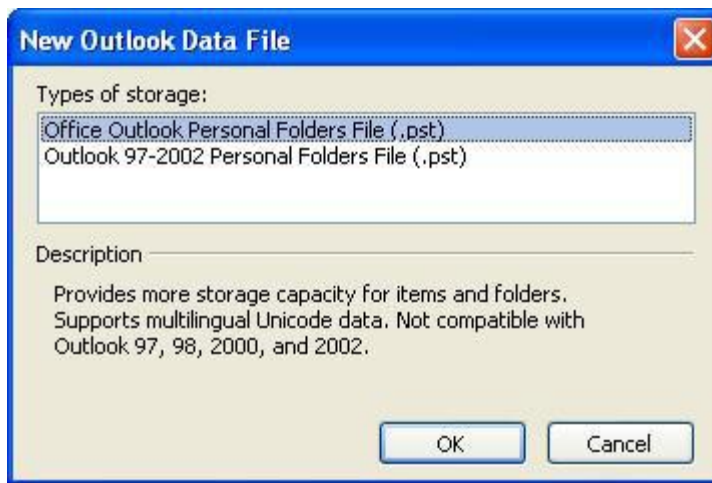 New Outlook Data File
Types of storage:
Office Outlook Personal Folders File (.pst)
Outlook 97-2002 Personal Folders File (.pst)
Description
Provides more storage capacity for items and folders.
Supports multilingual Unicode data. Not compatible with
Outlook 97, 98, 2000, and 2002.
OK
Cancel